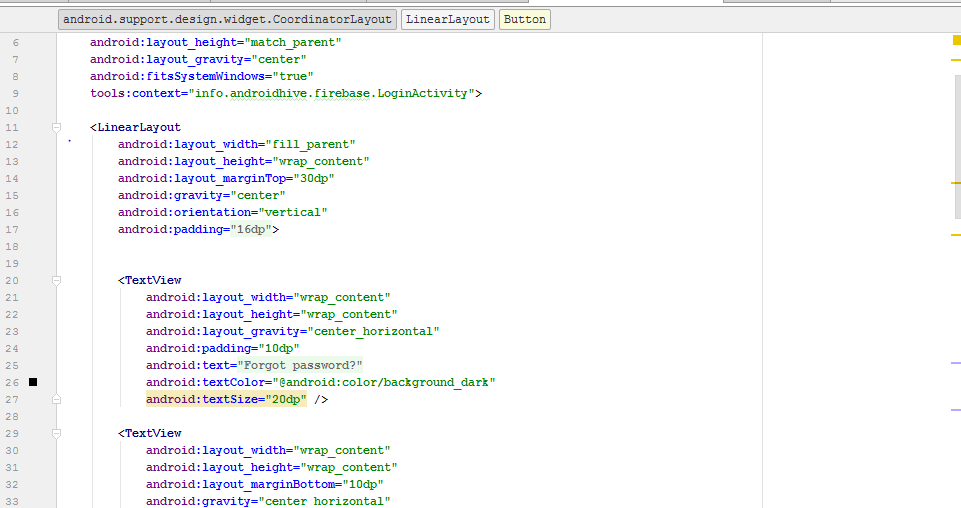 android.support.design.widget.CoordinatorLayout LinearLayout Button
6 android:layout_height="match_parent"
7 android:layout_gravity="center"
8 android:fitsSystemWindows="true"
9 tools:context="info.androidhive.firebase.LoginActivity">
10
11 <LinearLayout
12 android:layout_width="fill_parent"
13 android:layout_height="wrap_content"
14 android:layout_marginTop="30dp"
15 android:gravity="center"
16 android:orientation="vertical"
17 android:padding="16dp">
18
19
20 <TextView
21 android:layout_width="wrap_content"
22 android:layout_height="wrap_content"
23 android:layout_gravity="center_horizontal"
24 android:padding="10dp"
25 android:text="Forgot password?"
26 android:textColor="@android:color/background_dark"
27 android:textSize="20dp" />
28
29 <TextView
30 android:layout_width="wrap_content"
31 android:layout_height="wrap_content"
32 android:layout_marginBottom="10dp"
33 android:gravity="center_horizontal"